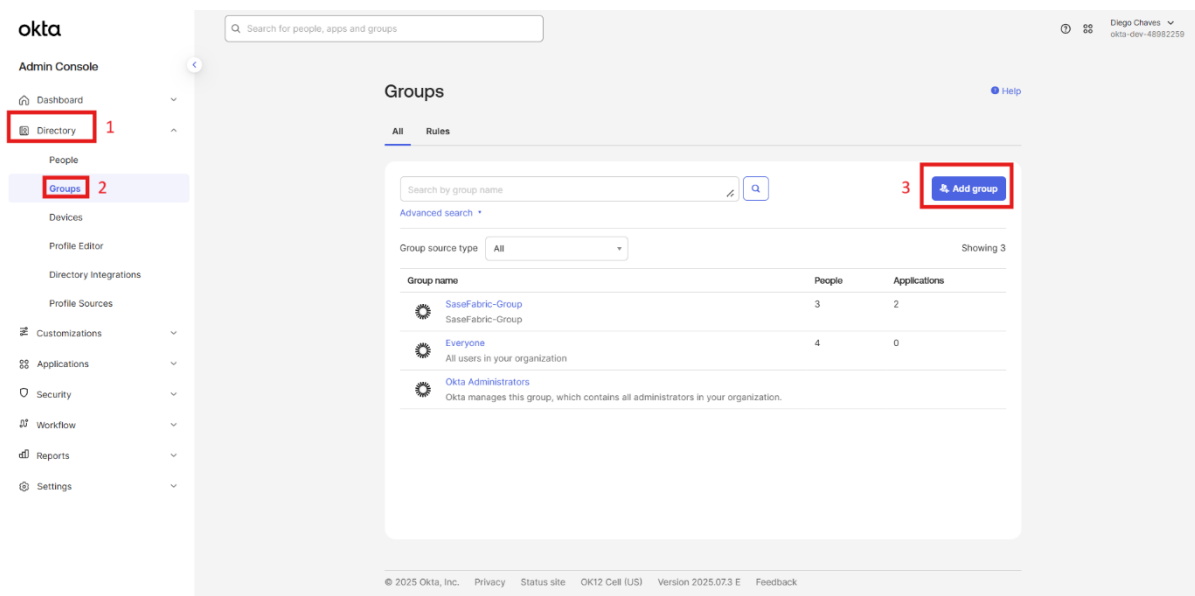 okta
Search for people, apps and groups
Diego Chaves
okta-dev-48982259
Admin Console
Dashboard
Directory 1
People
Groups 2
Devices
Profile Editor
Directory Integrations
Profile Sources
Customizations
Applications
Security
Workflow
Reports
Settings
Groups
Help
All Rules
Search by group name
3 Add group
Advanced search
Group source type All
Showing 3
Group name People Applications
SaseFabric-Group 3 2
SaseFabric-Group
Everyone 4 0
All users in your organization
Okta Administrators
Okta manages this group, which contains all administrators in your organization.
© 2025 Okta, Inc. Privacy Status site OK12 Cell (US) Version 2025.07.3 E Feedback